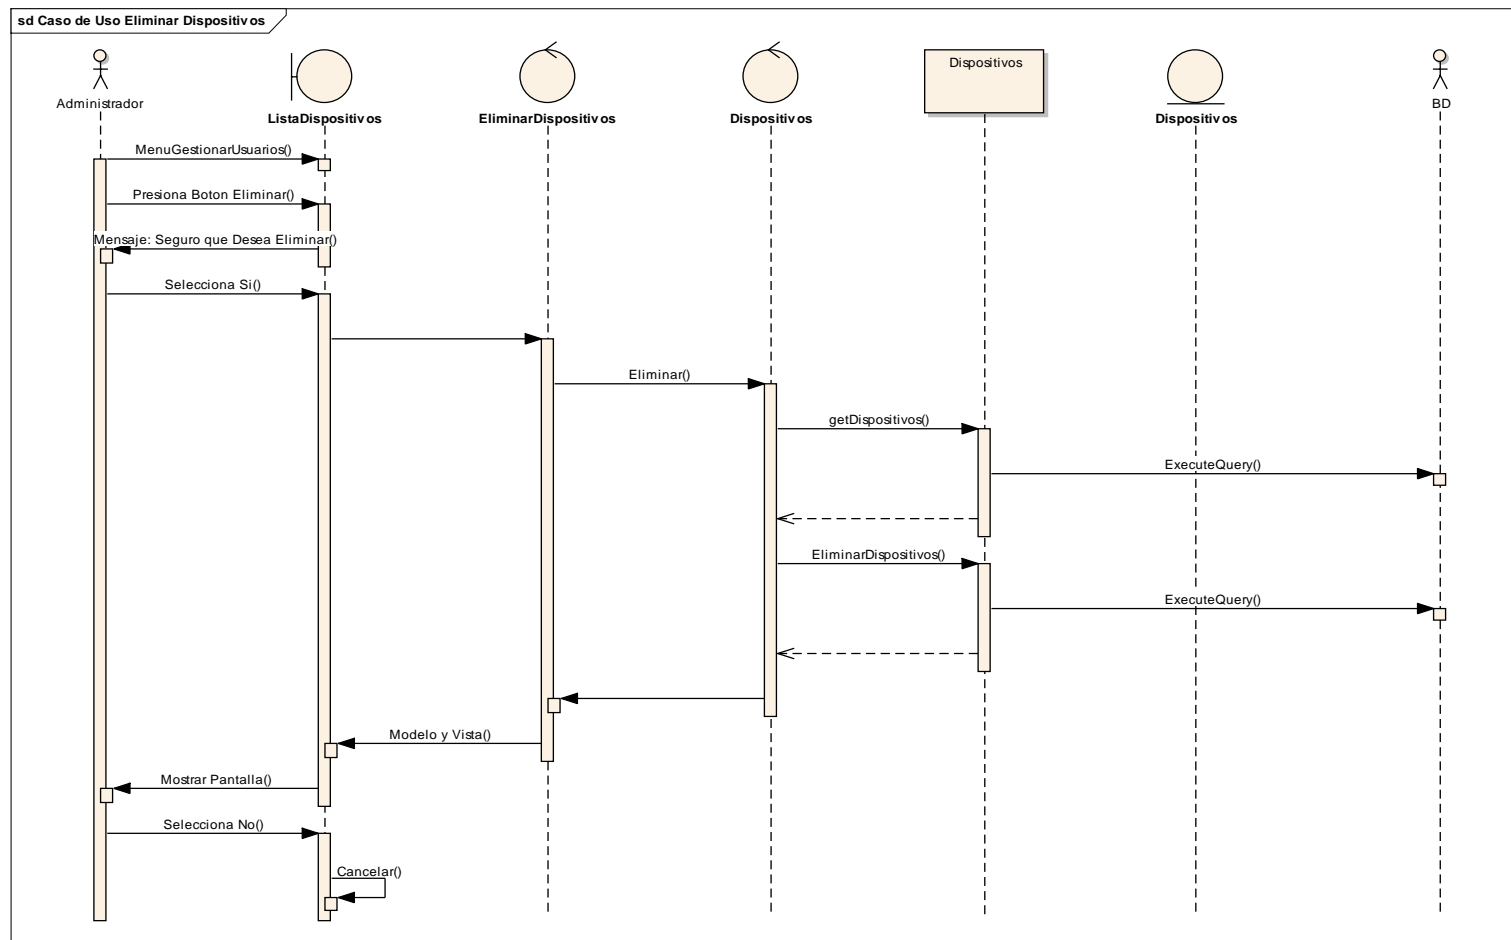 sd Caso de Uso Eliminar Dispositivos
Administrador
ListaDispositivos
EliminarDispositivos
Dispositivos
Dispositivos
Dispositivos
BD
MenuGestionarUsuarios()
Presiona Boton Eliminar()
Mensaje: Seguro que Desea Eliminar()
Selecciona Si()
Eliminar()
getDispositivos()
ExecuteQuery()
EliminarDispositivos()
ExecuteQuery()
Modelo y Vista()
Mostrar Pantalla()
Selecciona No()
Cancelar()